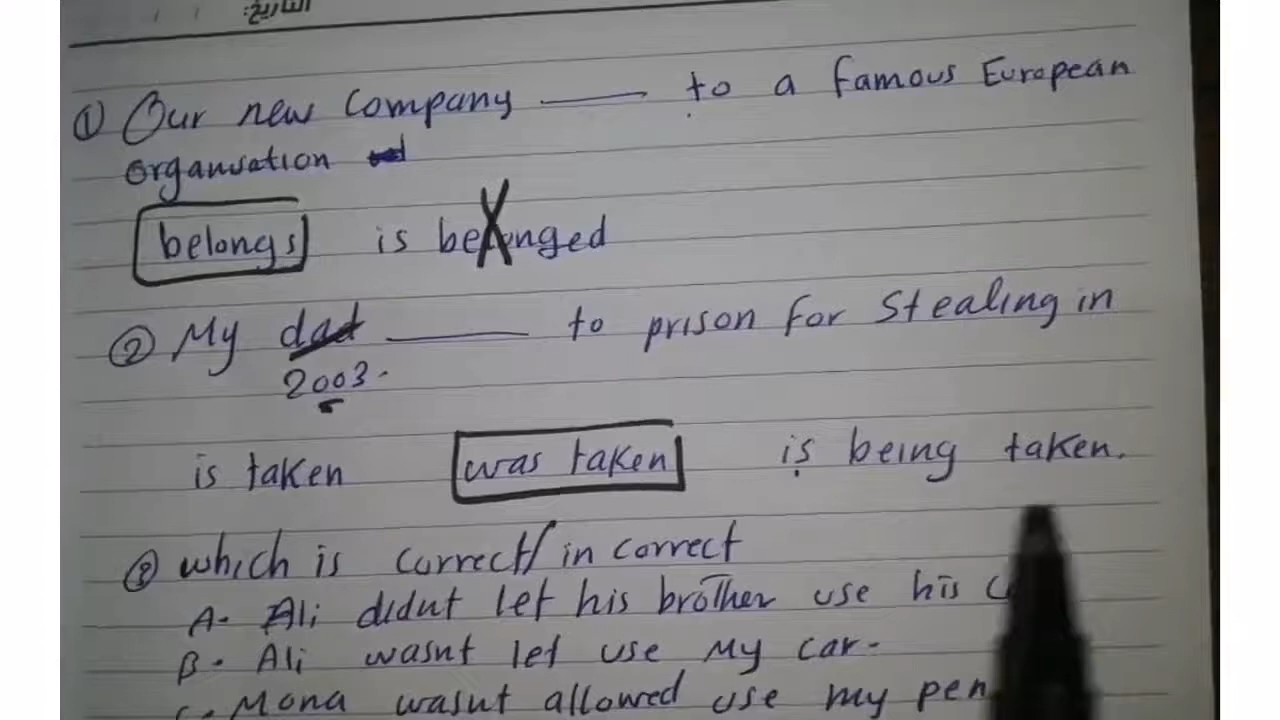 التاريخ: / /
① Our new company ____ to a famous European
organisation
belongs is belonged
② My dad ____ to prison for stealing in
2003.
is taken was taken is being taken.
③ which is correct/ in correct
A. Ali didnt let his brother use his
B. Ali wasnt let use my car.
C. Mona wasnt allowed use my pen